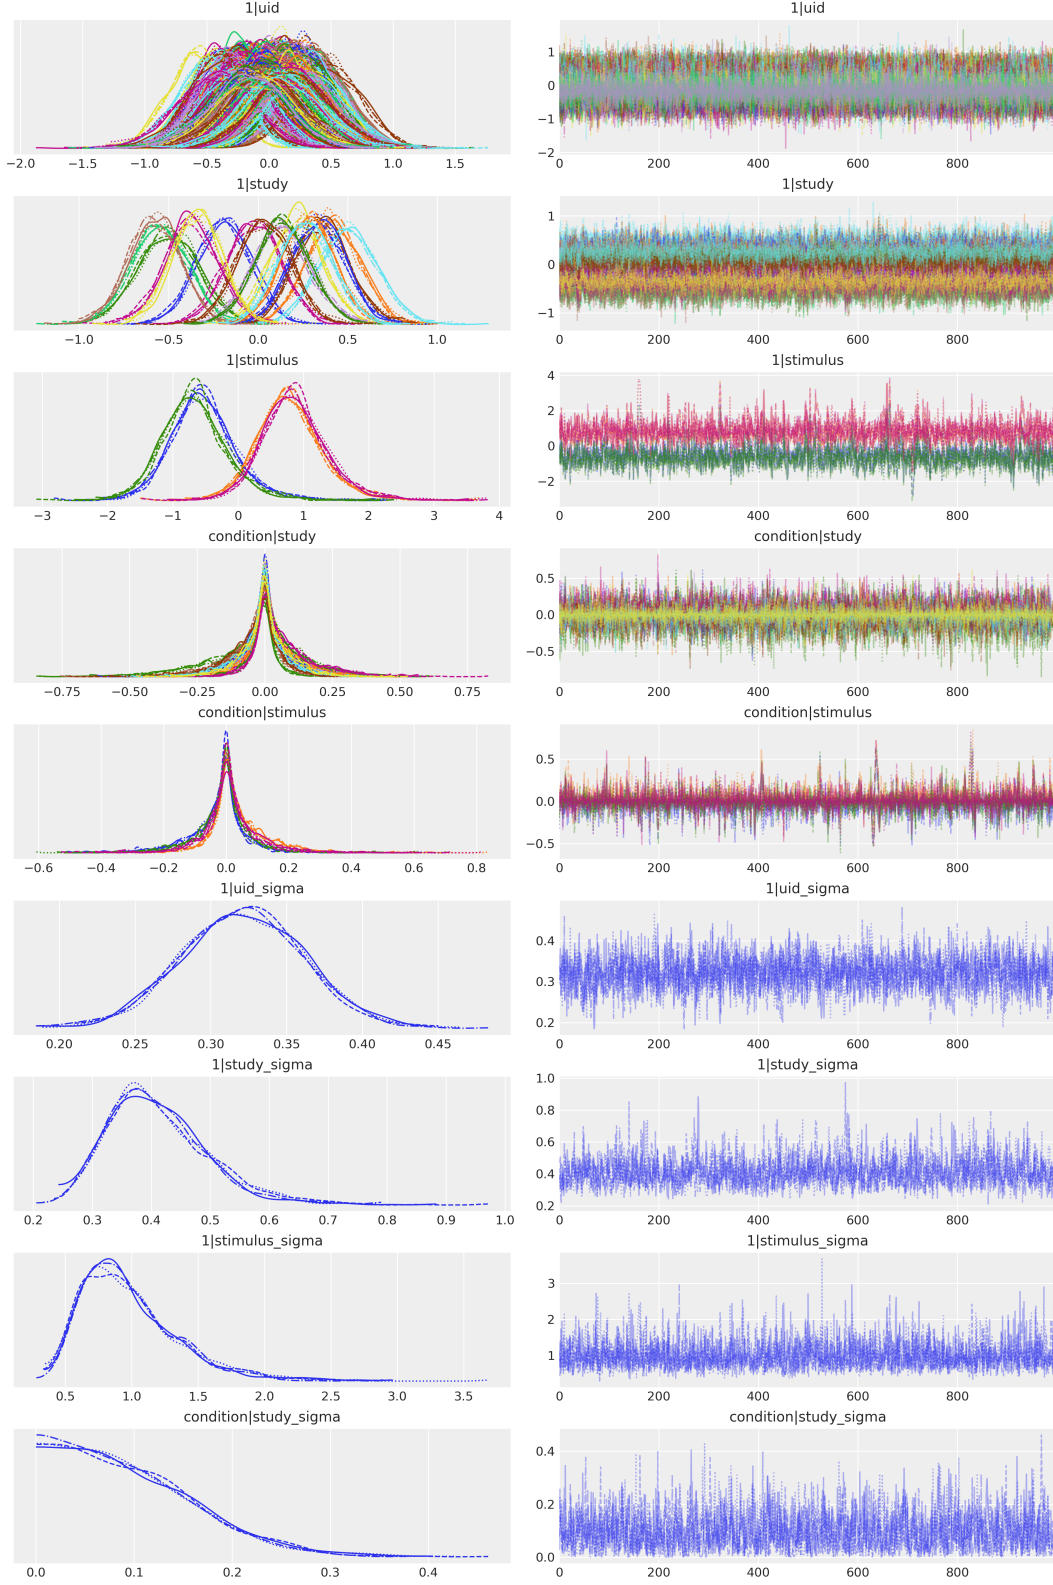 1|uid 1|uid
1
0
−1
−2
−2.0 −1.5 −1.0 −0.5 0.0 0.5 1.0 1.5 0 200 400 600 800
1|study 1|study
1
0
−1
−1.0 −0.5 0.0 0.5 1.0 0 200 400 600 800
1|stimulus 1|stimulus
4
2
0
−2
−3 −2 −1 0 1 2 3 4 0 200 400 600 800
condition|study condition|study
0.5
0.0
−0.5
−0.75 −0.50 −0.25 0.00 0.25 0.50 0.75 0 200 400 600 800
condition|stimulus condition|stimulus
0.5
0.0
−0.5
−0.6 −0.4 −0.2 0.0 0.2 0.4 0.6 0.8 0 200 400 600 800
1|uid_sigma 1|uid_sigma
0.4
0.3
0.2
0.20 0.25 0.30 0.35 0.40 0.45 0 200 400 600 800
1|study_sigma 1|study_sigma
1.0
0.8
0.6
0.4
0.2
0.2 0.3 0.4 0.5 0.6 0.7 0.8 0.9 1.0 0 200 400 600 800
1|stimulus_sigma 1|stimulus_sigma
3
2
1
0.5 1.0 1.5 2.0 2.5 3.0 3.5 0 200 400 600 800
condition|study_sigma condition|study_sigma
0.4
0.2
0.0
0.0 0.1 0.2 0.3 0.4 0 200 400 600 800